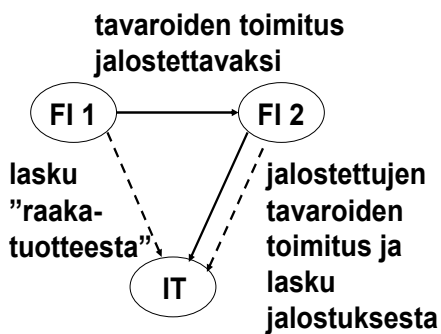 tavaroiden toimitus
jalostettavaksi
FI 1
FI 2
lasku
”raaka-
tuotteesta”
jalostettujen
tavaroiden
toimitus ja
lasku
jalostuksesta
IT